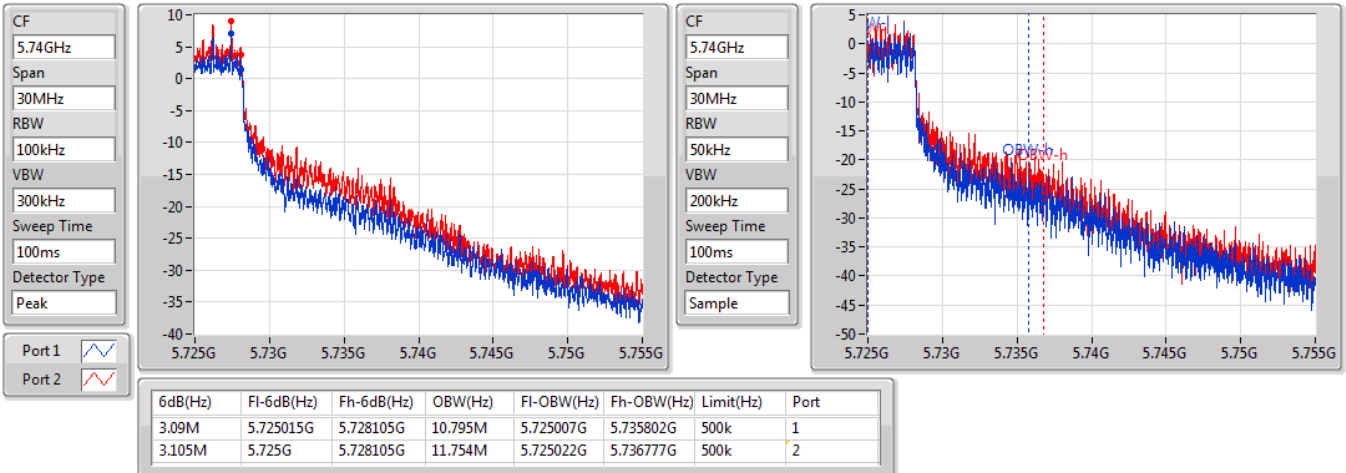 CF
5.74GHz
Span
30MHz
RBW
100kHz
VBW
300kHz
Sweep Time
100ms
Detector Type
Peak
Port 1
Port 2
10
5
0
-5
-10
-15
-20
-25
-30
-35
-40
5.725G 5.73G 5.735G 5.74G 5.745G 5.75G 5.755G
CF
5.74GHz
Span
30MHz
RBW
50kHz
VBW
200kHz
Sweep Time
100ms
Detector Type
Sample
5
0
-5
-10
-15
-20
-25
-30
-35
-40
-45
-50
OBW-h
OBW-h
5.725G 5.73G 5.735G 5.74G 5.745G 5.75G 5.755G
6dB(Hz) Fl-6dB(Hz) Fh-6dB(Hz) OBW(Hz) Fl-OBW(Hz) Fh-OBW(Hz) Limit(Hz) Port
3.09M 5.725015G 5.728105G 10.795M 5.725007G 5.735802G 500k 1
3.105M 5.725G 5.728105G 11.754M 5.725022G 5.736777G 500k 2